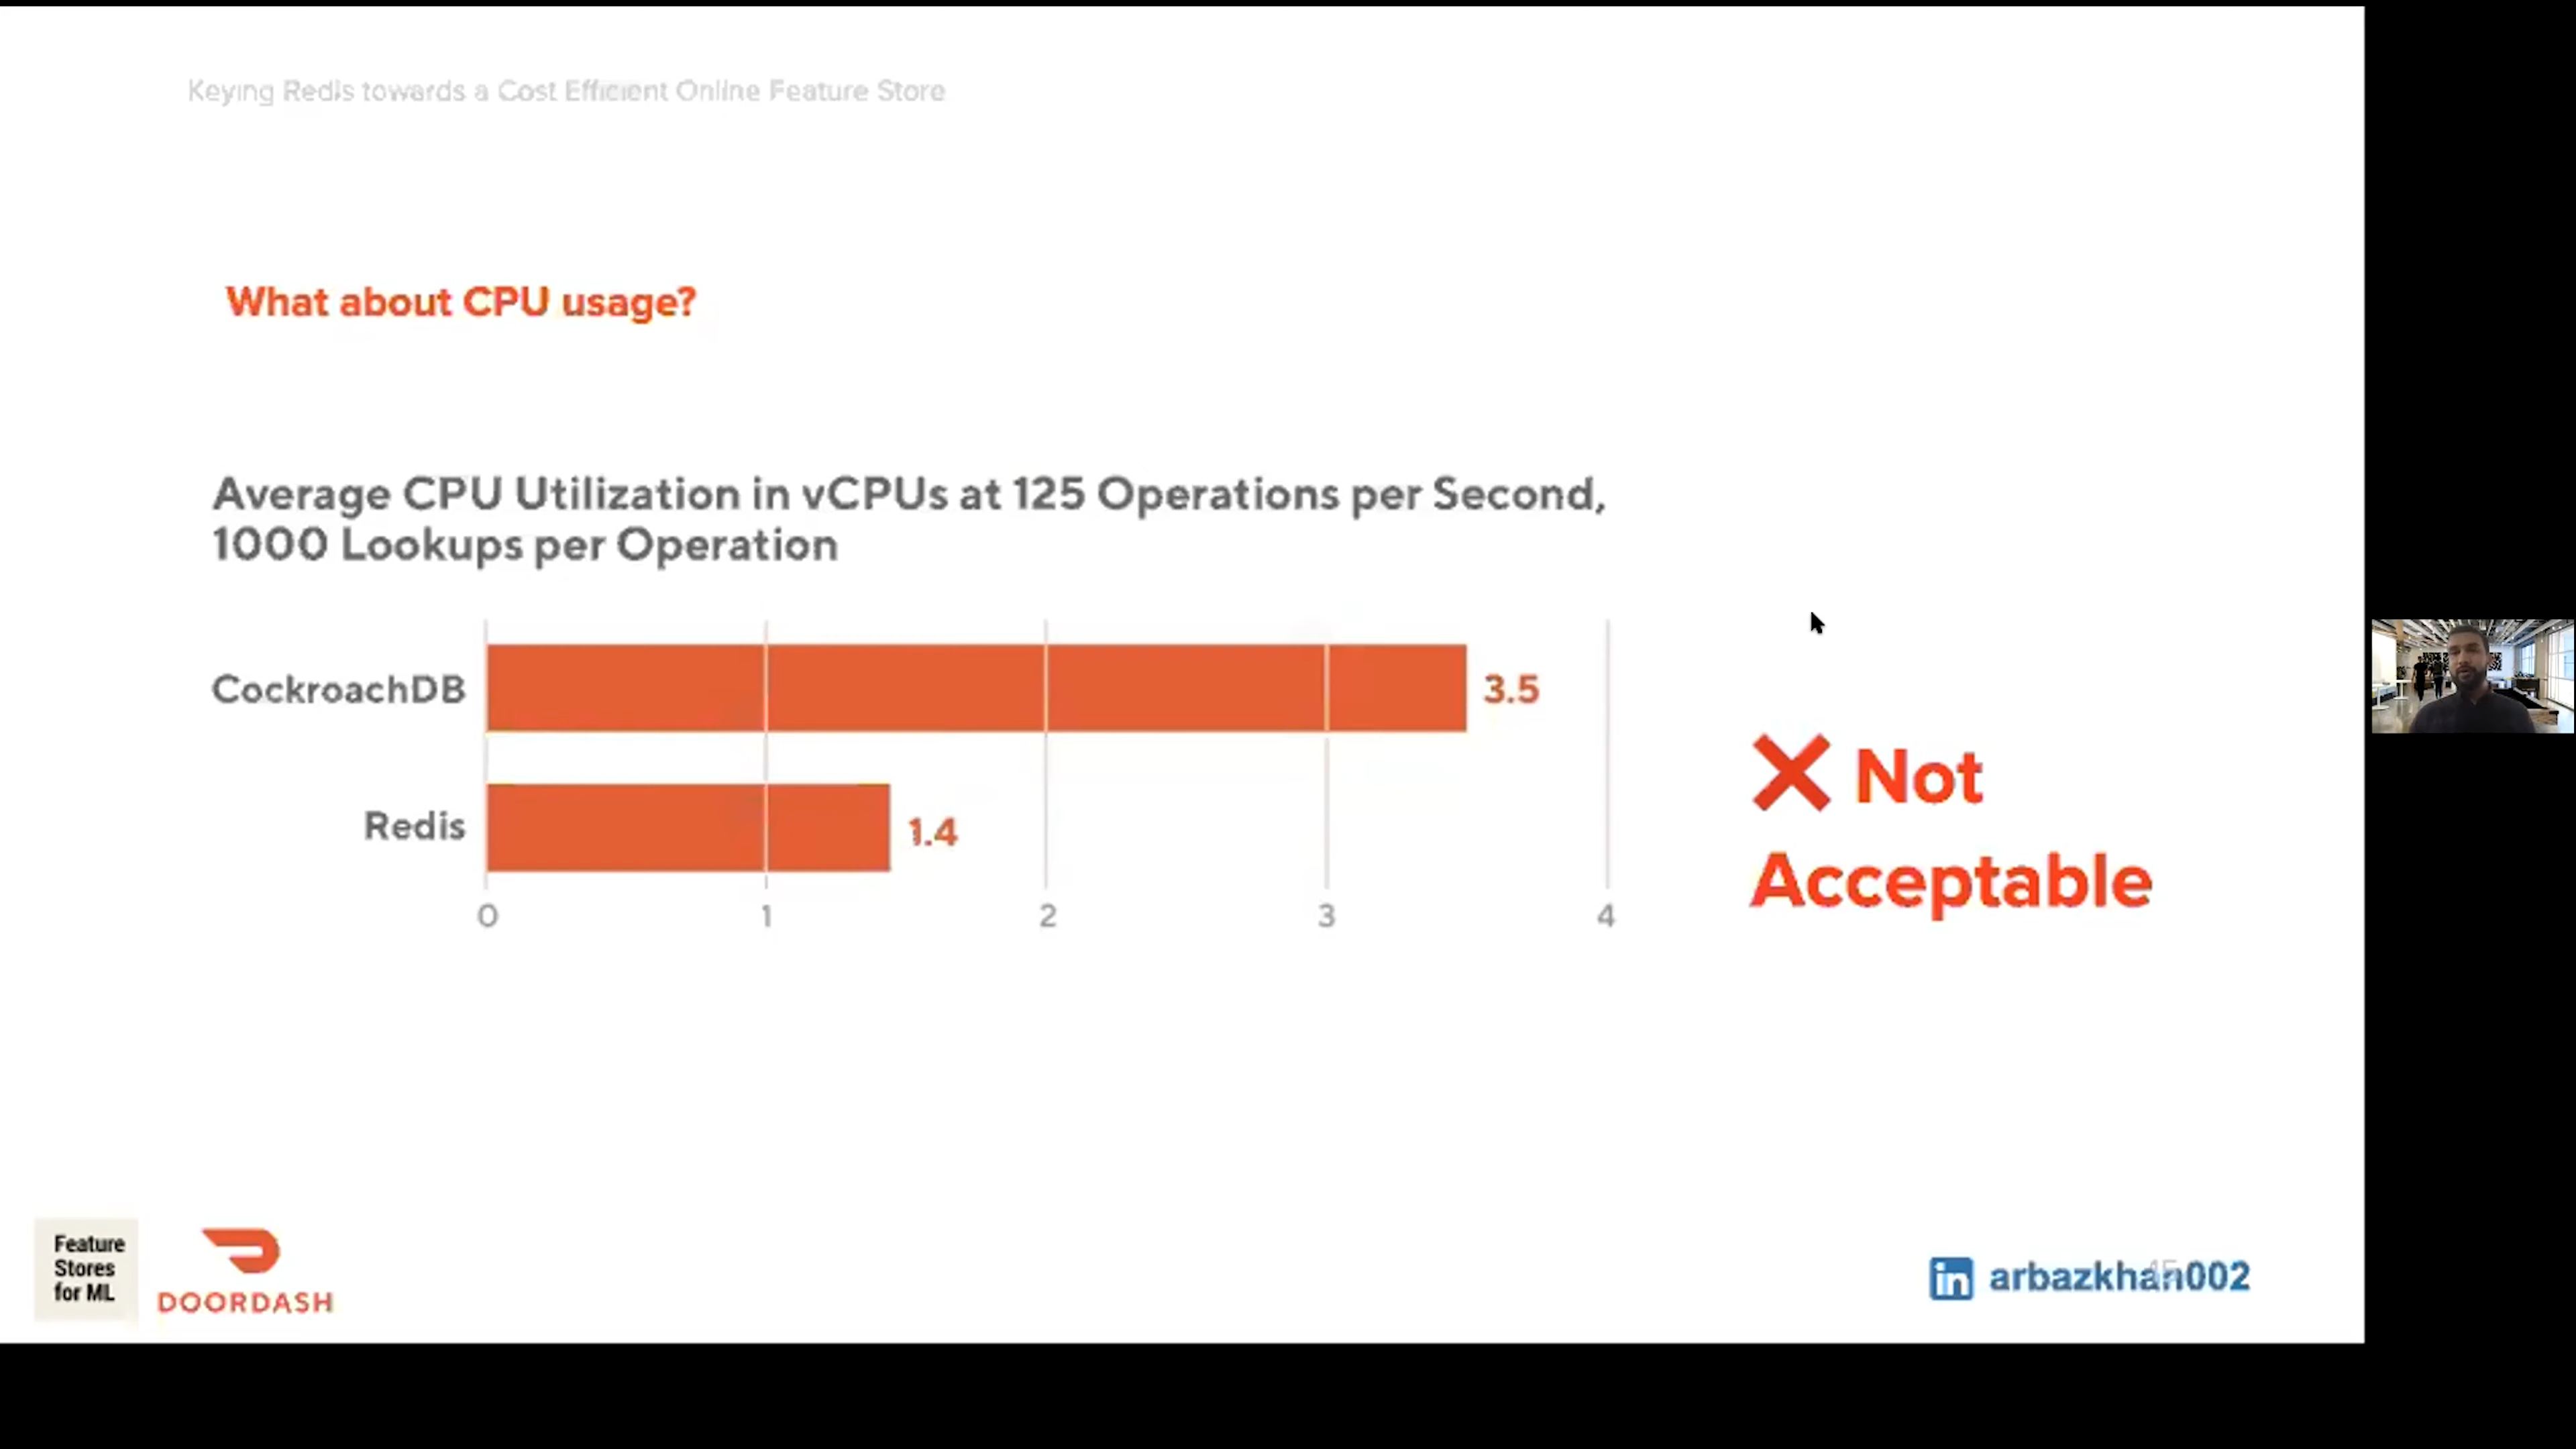 Keying Redis towards a Cost Efficient Online Feature Store
What about CPU usage?
Average CPU Utilization in vCPUs at 125 Operations per Second,
1000 Lookups per Operation
CockroachDB
3.5
Redis
1.4
0 1 2 3 4
Not
Acceptable
Feature
Stores
for ML
DOORDASH
in arbazkhan002